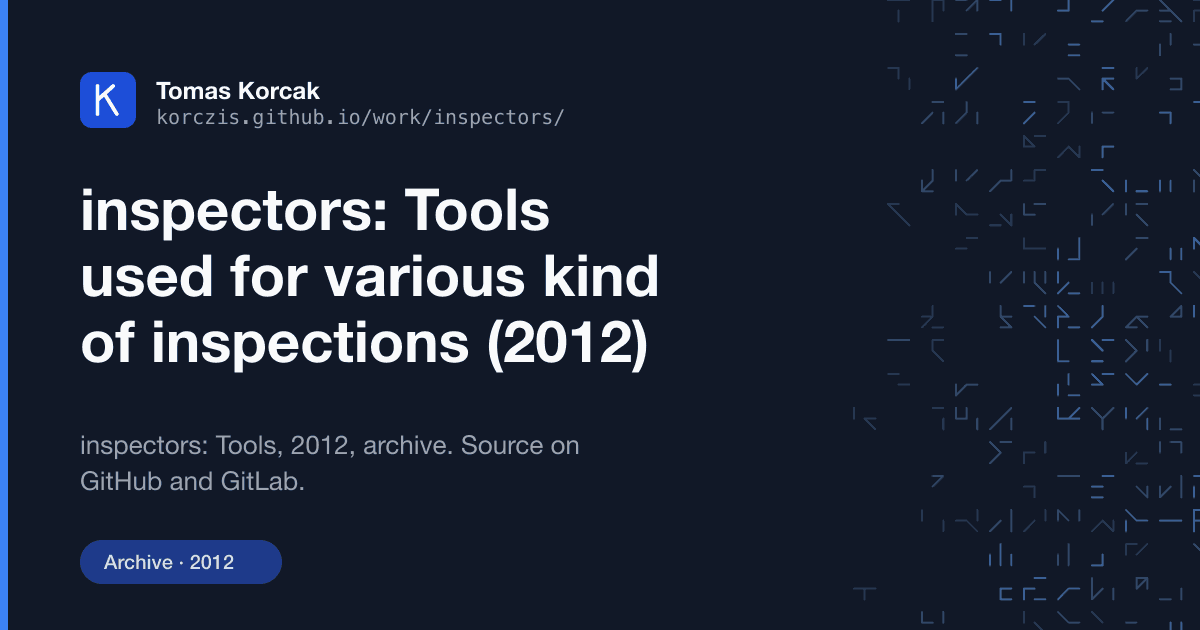 K
Tomas Korcak
korczis.github.io/work/inspectors/
inspectors: Tools
used for various kind
of inspections (2012)
inspectors: Tools, 2012, archive. Source on
GitHub and GitLab.
Archive · 2012